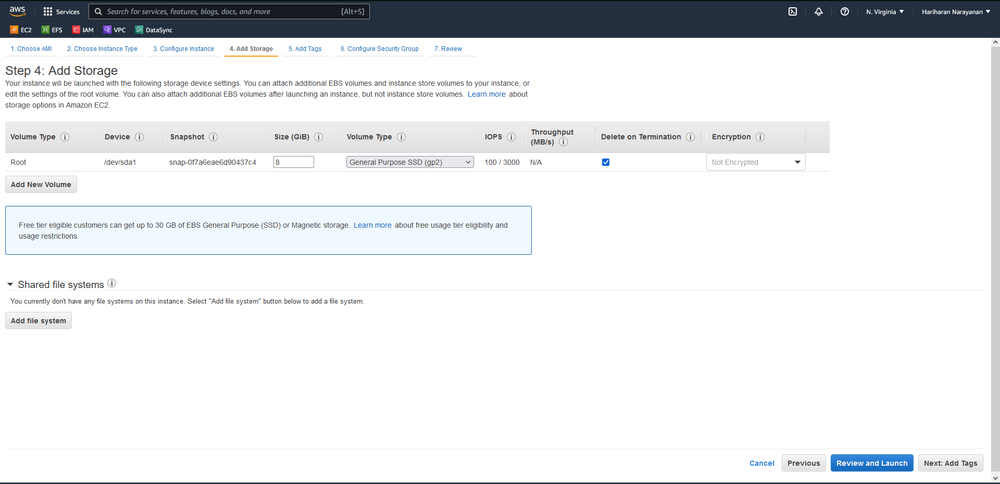 aws Services Search for services, features, blogs, docs, and more [Alt+S] N. Virginia Hariharan Narayanan
EC2 EFS IAM VPC DataSync
1. Choose AMI 2. Choose Instance Type 3. Configure Instance 4. Add Storage 5. Add Tags 6. Configure Security Group 7. Review
Step 4: Add Storage
Your instance will be launched with the following storage device settings. You can attach additional EBS volumes and instance store volumes to your instance, or
edit the settings of the root volume. You can also attach additional EBS volumes after launching an instance, but not instance store volumes. Learn more about
storage options in Amazon EC2.
Volume Type Device Snapshot Size (GiB) Volume Type IOPS Throughput (MB/s) Delete on Termination Encryption
Root /dev/sda1 snap-0f7a6eae6d90437c4 8 General Purpose SSD (gp2) 100 / 3000 N/A Not Encrypted
Add New Volume
Free tier eligible customers can get up to 30 GB of EBS General Purpose (SSD) or Magnetic storage. Learn more about free usage tier eligibility and
usage restrictions.
Shared file systems
You currently don't have any file systems on this instance. Select "Add file system" button below to add a file system.
Add file system
Cancel Previous Review and Launch Next: Add Tags